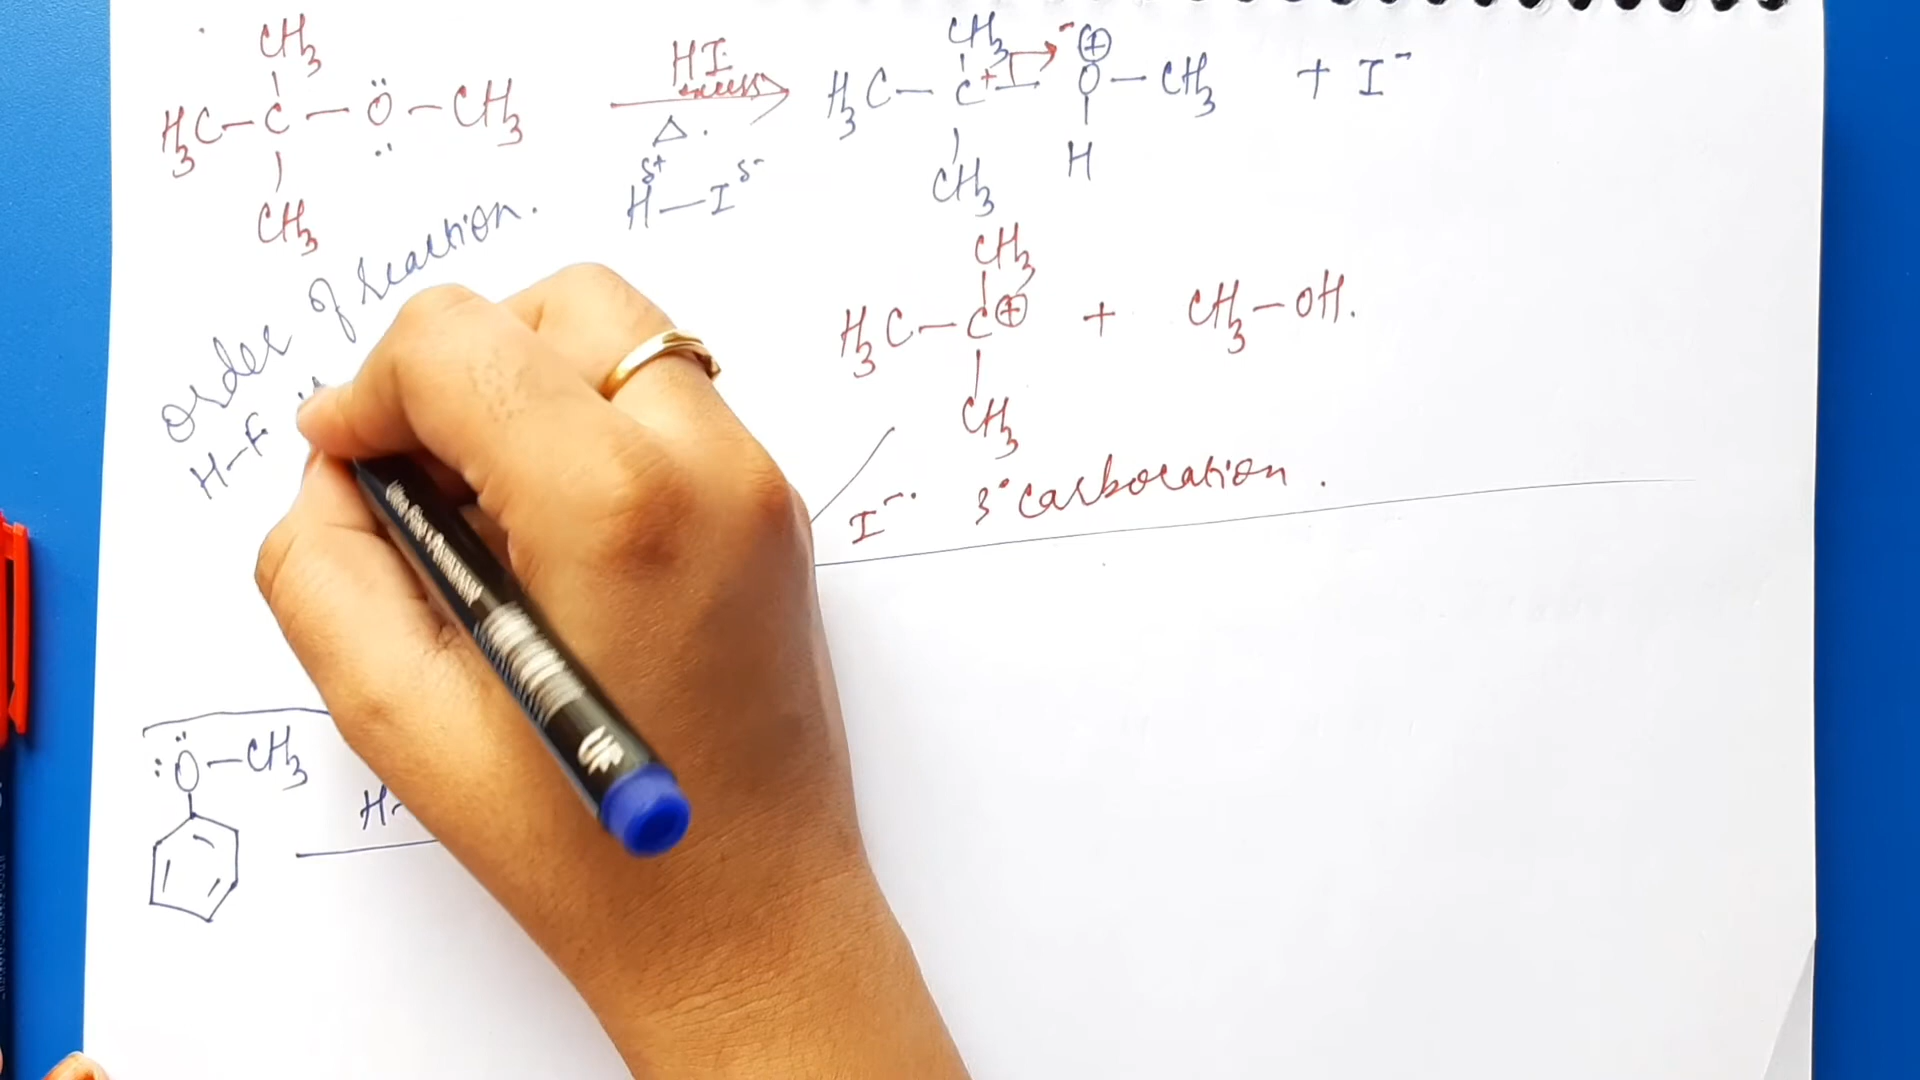 CH3
H3C-C-Ö-CH3
CH3
HI
excess
Δ.
δ+ δ-
H-I
CH3
H3C-C+ - O⊕-CH3 + I-
CH3 H
CH3
H3C-C⊕ + CH3-OH.
CH3
I-. 3° Carbocation.
Order of reaction.
H-F
:Ö-CH3
H-